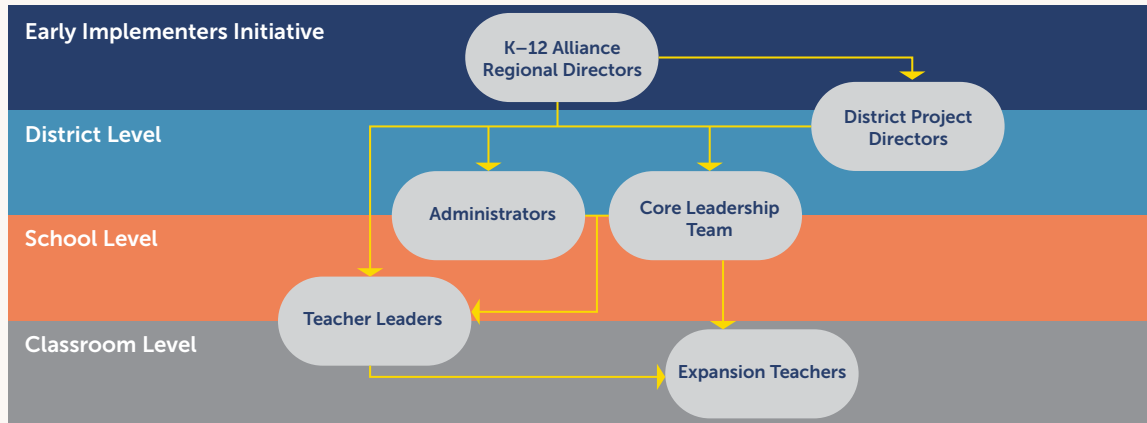 Early Implementers Initiative
K–12 Alliance
Regional Directors
District Project
Directors
District Level
Administrators
Core Leadership
Team
School Level
Teacher Leaders
Classroom Level
Expansion Teachers